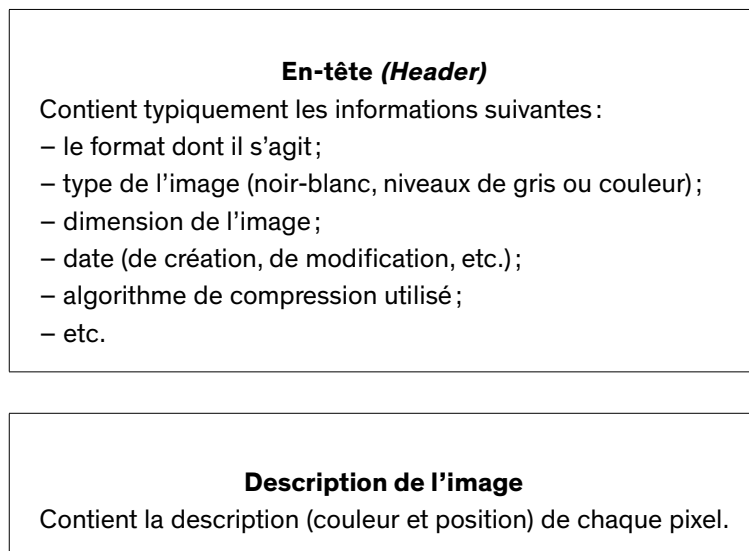 En-tête (Header)
Contient typiquement les informations suivantes :
– le format dont il s’agit ;
– type de l’image (noir-blanc, niveaux de gris ou couleur) ;
– dimension de l’image ;
– date (de création, de modification, etc.) ;
– algorithme de compression utilisé ;
– etc.
Description de l’image
Contient la description (couleur et position) de chaque pixel.